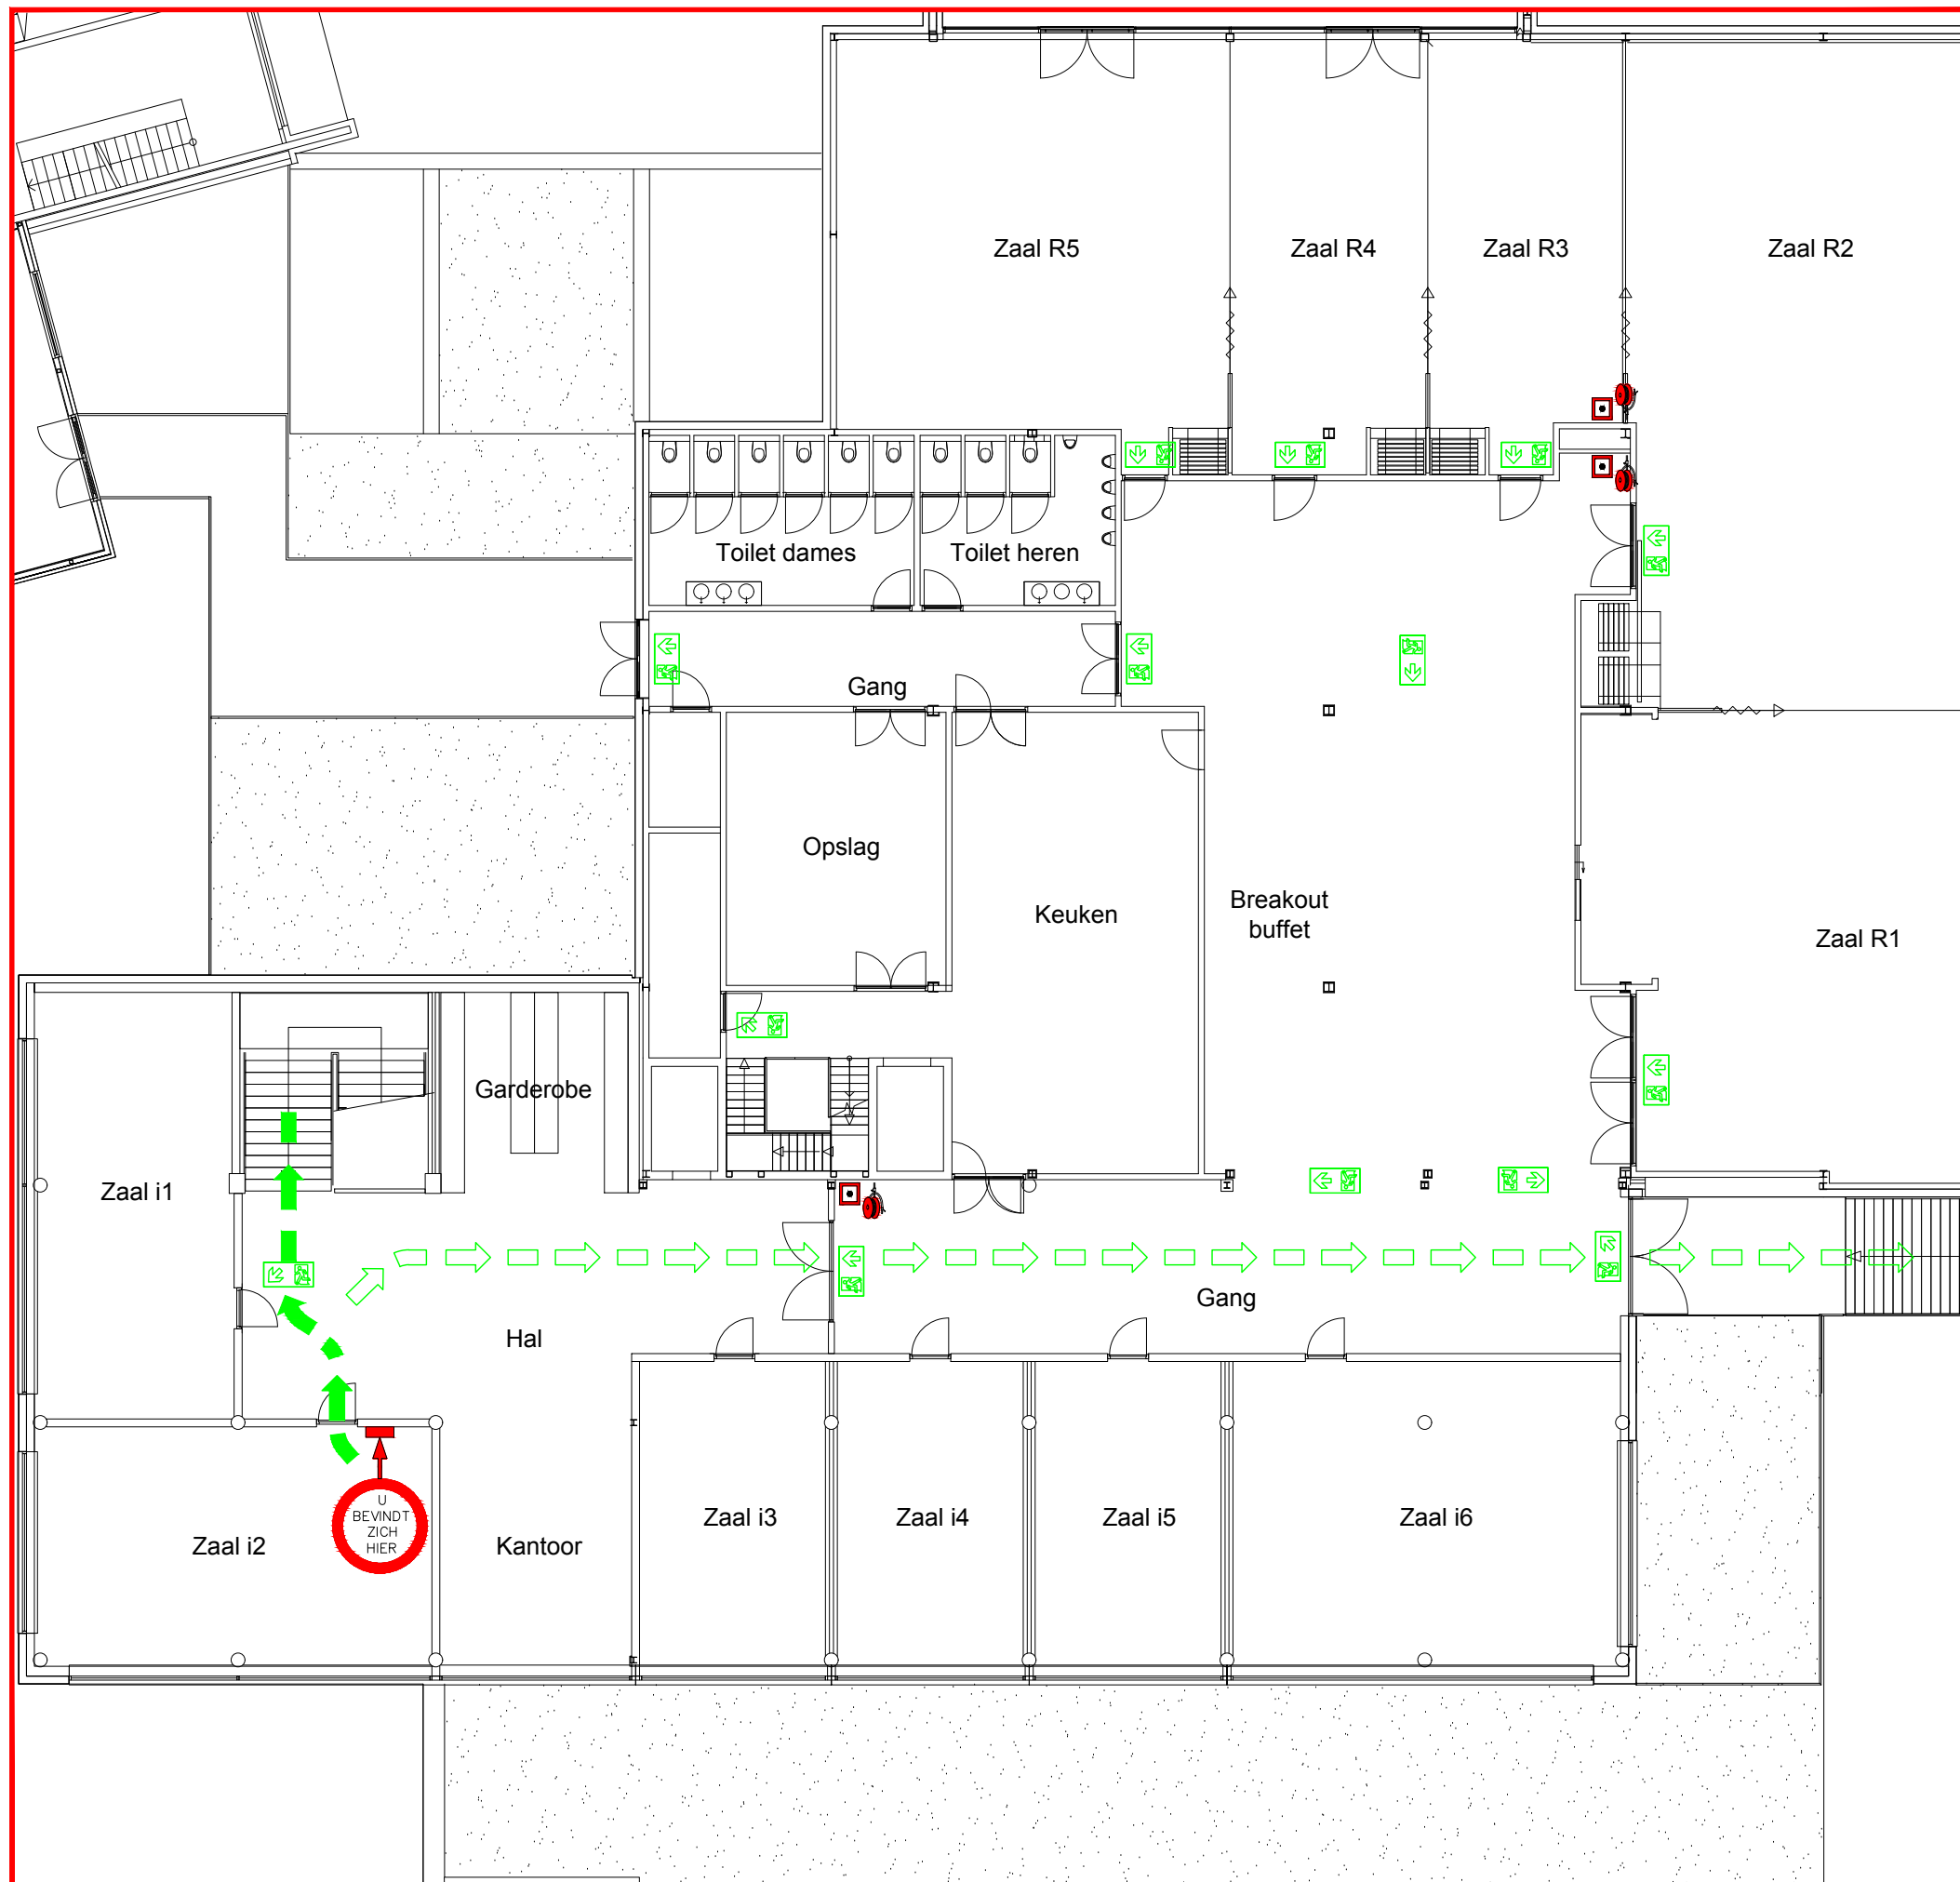 Zaal R5
Zaal R4
Zaal R3
Zaal R2
Toilet dames
Toilet heren
Gang
Opslag
Keuken
Breakout
buffet
Zaal R1
Garderobe
Zaal i1
Gang
Hal
U
BEVINDT
ZICH
HIER
Zaal i2
Kantoor
Zaal i3
Zaal i4
Zaal i5
Zaal i6